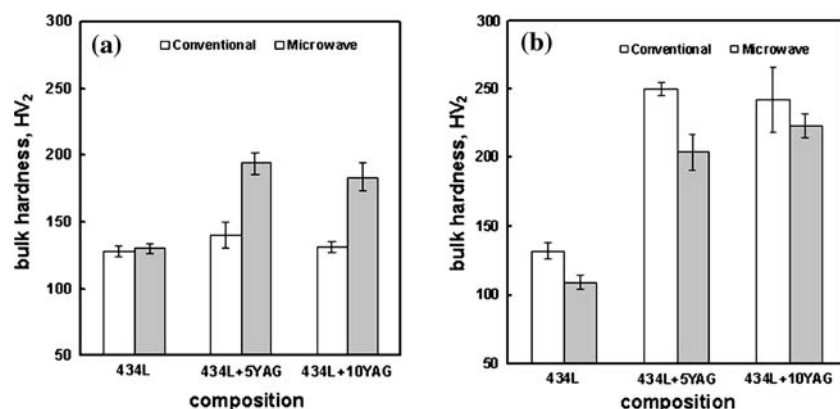 (a)
Conventional Microwave
bulk hardness, HV2
300
250
200
150
100
50
434L 434L+5YAG 434L+10YAG
composition
(b)
Conventional Microwave
bulk hardness, HV2
300
250
200
150
100
50
434L 434L+5YAG 434L+10YAG
composition